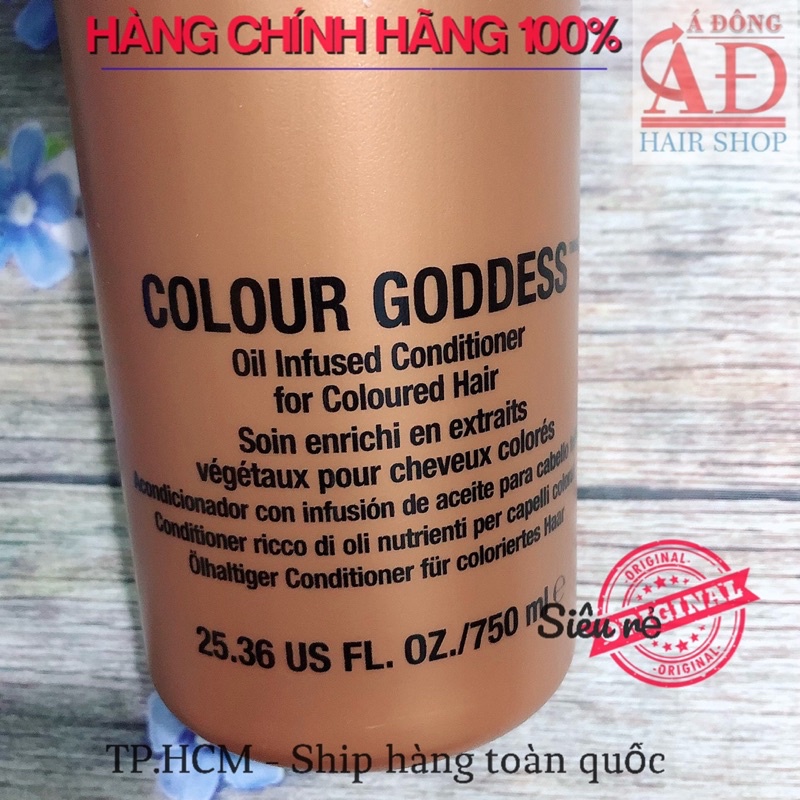 HÀNG CHÍNH HÃNG 100%
Á ĐÔNG
AĐ
HAIR SHOP
COLOUR GODDESS
Oil Infused Conditioner
for Coloured Hair
Soin enrichi en extraits
végétaux pour cheveux colorés
Acondicionador con infusión de aceite para cabello
Conditioner ricco di oli nutrienti per capelli
Ölhaltiger Conditioner für coloriertes Haar
25.36 US FL. OZ./750 ml e
Siêu rẻ
ORIGINAL
ORIGINAL
ORIGINAL
TP.HCM - Ship hàng toàn quốc